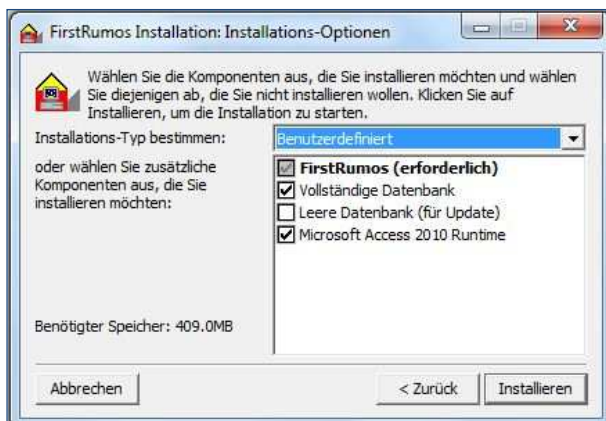 FirstRumos Installation: Installations-Optionen
Wählen Sie die Komponenten aus, die Sie installieren möchten und wählen
Sie diejenigen ab, die Sie nicht installieren wollen. Klicken Sie auf
Installieren, um die Installation zu starten.
Installations-Typ bestimmen:
Benutzerdefiniert
oder wählen Sie zusätzliche
Komponenten aus, die Sie
installieren möchten:
FirstRumos (erforderlich)
Vollständige Datenbank
Leere Datenbank (für Update)
Microsoft Access 2010 Runtime
Benötigter Speicher: 409.0MB
Abbrechen
< Zurück
Installieren